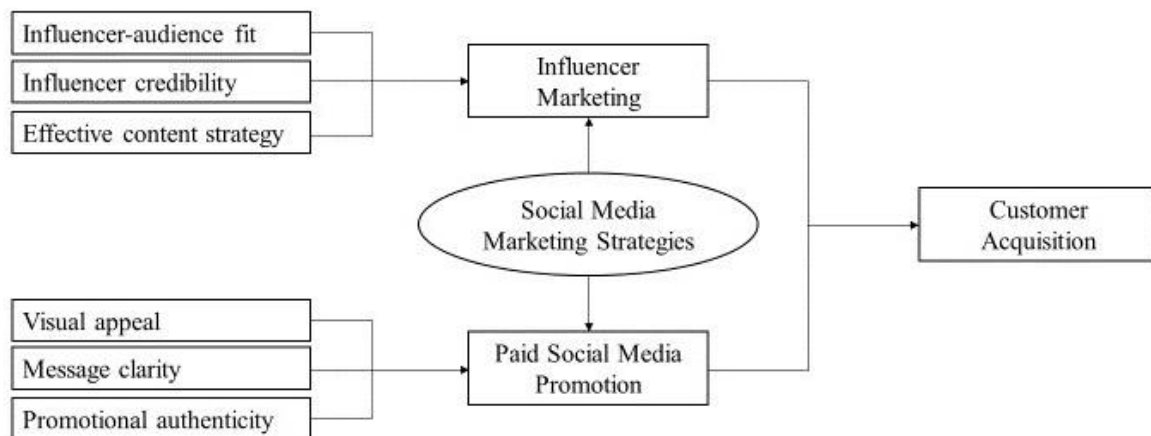 Influencer-audience fit
Influencer credibility
Effective content strategy
Influencer
Marketing
Social Media
Marketing Strategies
Customer
Acquisition
Visual appeal
Message clarity
Promotional authenticity
Paid Social Media
Promotion